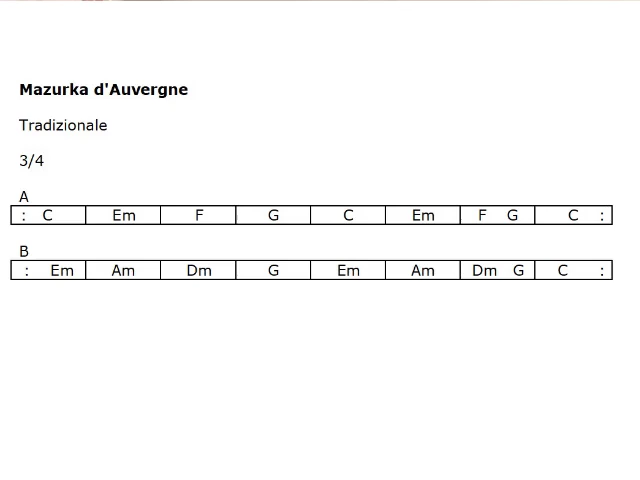 Mazurka d'Auvergne
Tradizionale
3/4
A
: C Em F G C Em F G C :
B
: Em Am Dm G Em Am Dm G C :